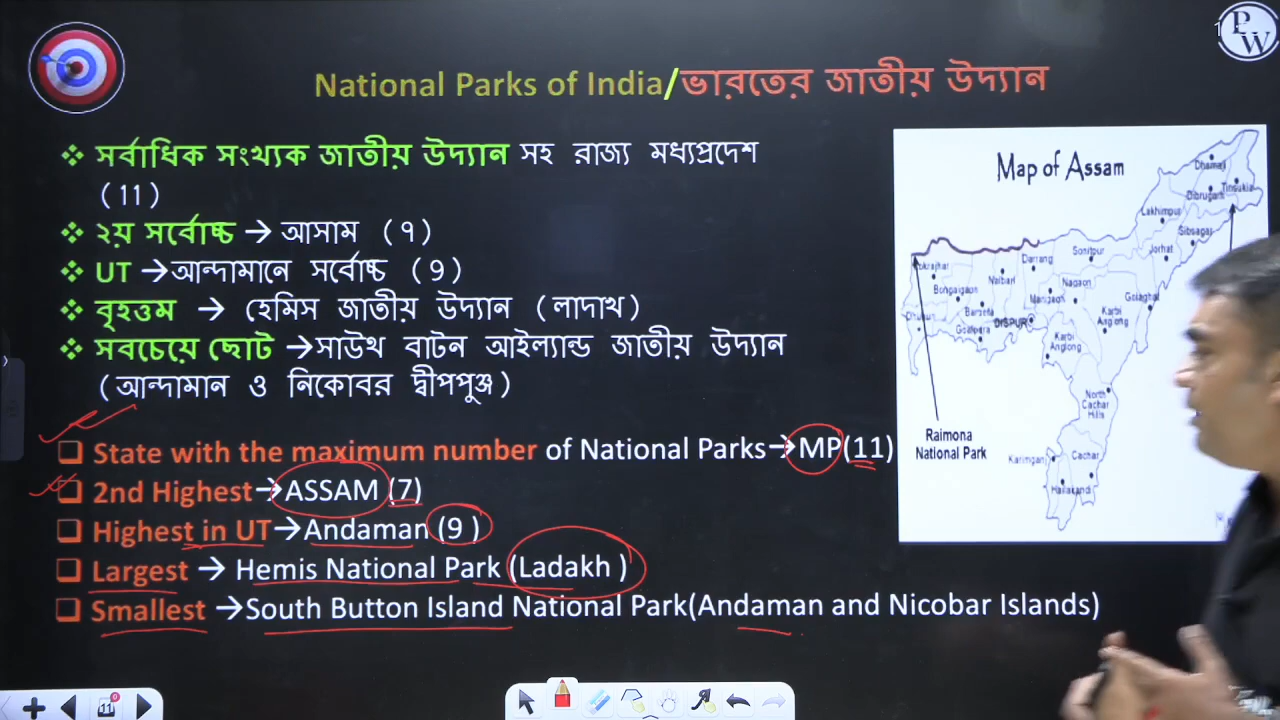 PW
National Parks of India/ভারতের জাতীয় উদ্যান
❖ সর্বাধিক সংখ্যক জাতীয় উদ্যান সহ রাজ্য মধ্যপ্রদেশ
(11)
❖ ২য় সর্বোচ্চ → আসাম (৭)
❖ UT →আন্দামানে সর্বোচ্চ (9)
❖ বৃহত্তম → হেমিস জাতীয় উদ্যান (লাদাখ)
❖ সবচেয়ে ছোট →সাউথ বাটন আইল্যান্ড জাতীয় উদ্যান
(আন্দামান ও নিকোবর দ্বীপপুঞ্জ)
❑ State with the maximum number of National Parks→MP(11)
❑ 2nd Highest→ASSAM (7)
❑ Highest in UT→Andaman (9 )
❑ Largest → Hemis National Park (Ladakh )
❑ Smallest →South Button Island National Park(Andaman and Nicobar Islands)
Map of Assam
Dhamaji
Tinsukia
Dibrugarh
Lakhimpur
Sibsagar
Sonitpur
Jorhat
Darrang
Nalbari
Nagaon
Bongaigaon
Marigaon
Golaghat
Barpeta
DISPUR
Karbi
Anglong
Goalpara
Karbi
Anglong
North
Cachar
Hills
Raimona
National Park
Karimganj
Cachar
Hailakandi
11